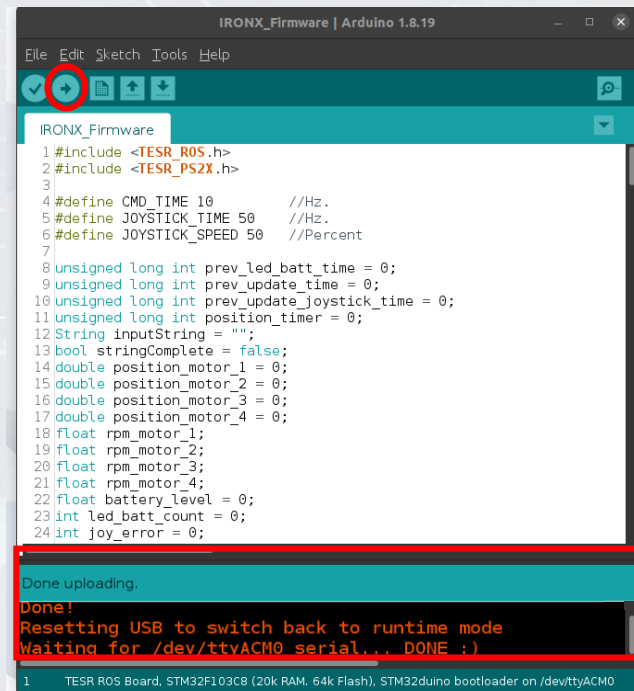 IRONX_Firmware | Arduino 1.8.19
File Edit Sketch Tools Help
IRONX_Firmware
1 #include <TESR_ROS.h>
2 #include <TESR_PS2X.h>
3
4 #define CMD_TIME 10 //Hz.
5 #define JOYSTICK_TIME 50 //Hz.
6 #define JOYSTICK_SPEED 50 //Percent
7
8 unsigned long int prev_led_batt_time = 0;
9 unsigned long int prev_update_time = 0;
10 unsigned long int prev_update_joystick_time = 0;
11 unsigned long int position_timer = 0;
12 String inputString = "";
13 bool stringComplete = false;
14 double position_motor_1 = 0;
15 double position_motor_2 = 0;
16 double position_motor_3 = 0;
17 double position_motor_4 = 0;
18 float rpm_motor_1;
19 float rpm_motor_2;
20 float rpm_motor_3;
21 float rpm_motor_4;
22 float battery_level = 0;
23 int led_batt_count = 0;
24 int joy_error = 0;
Done uploading.
Done!
Resetting USB to switch back to runtime mode
Waiting for /dev/ttyACM0 serial... DONE :)
1 TESR ROS Board, STM32F103C8 (20k RAM. 64k Flash), STM32duino bootloader on /dev/ttyACM0